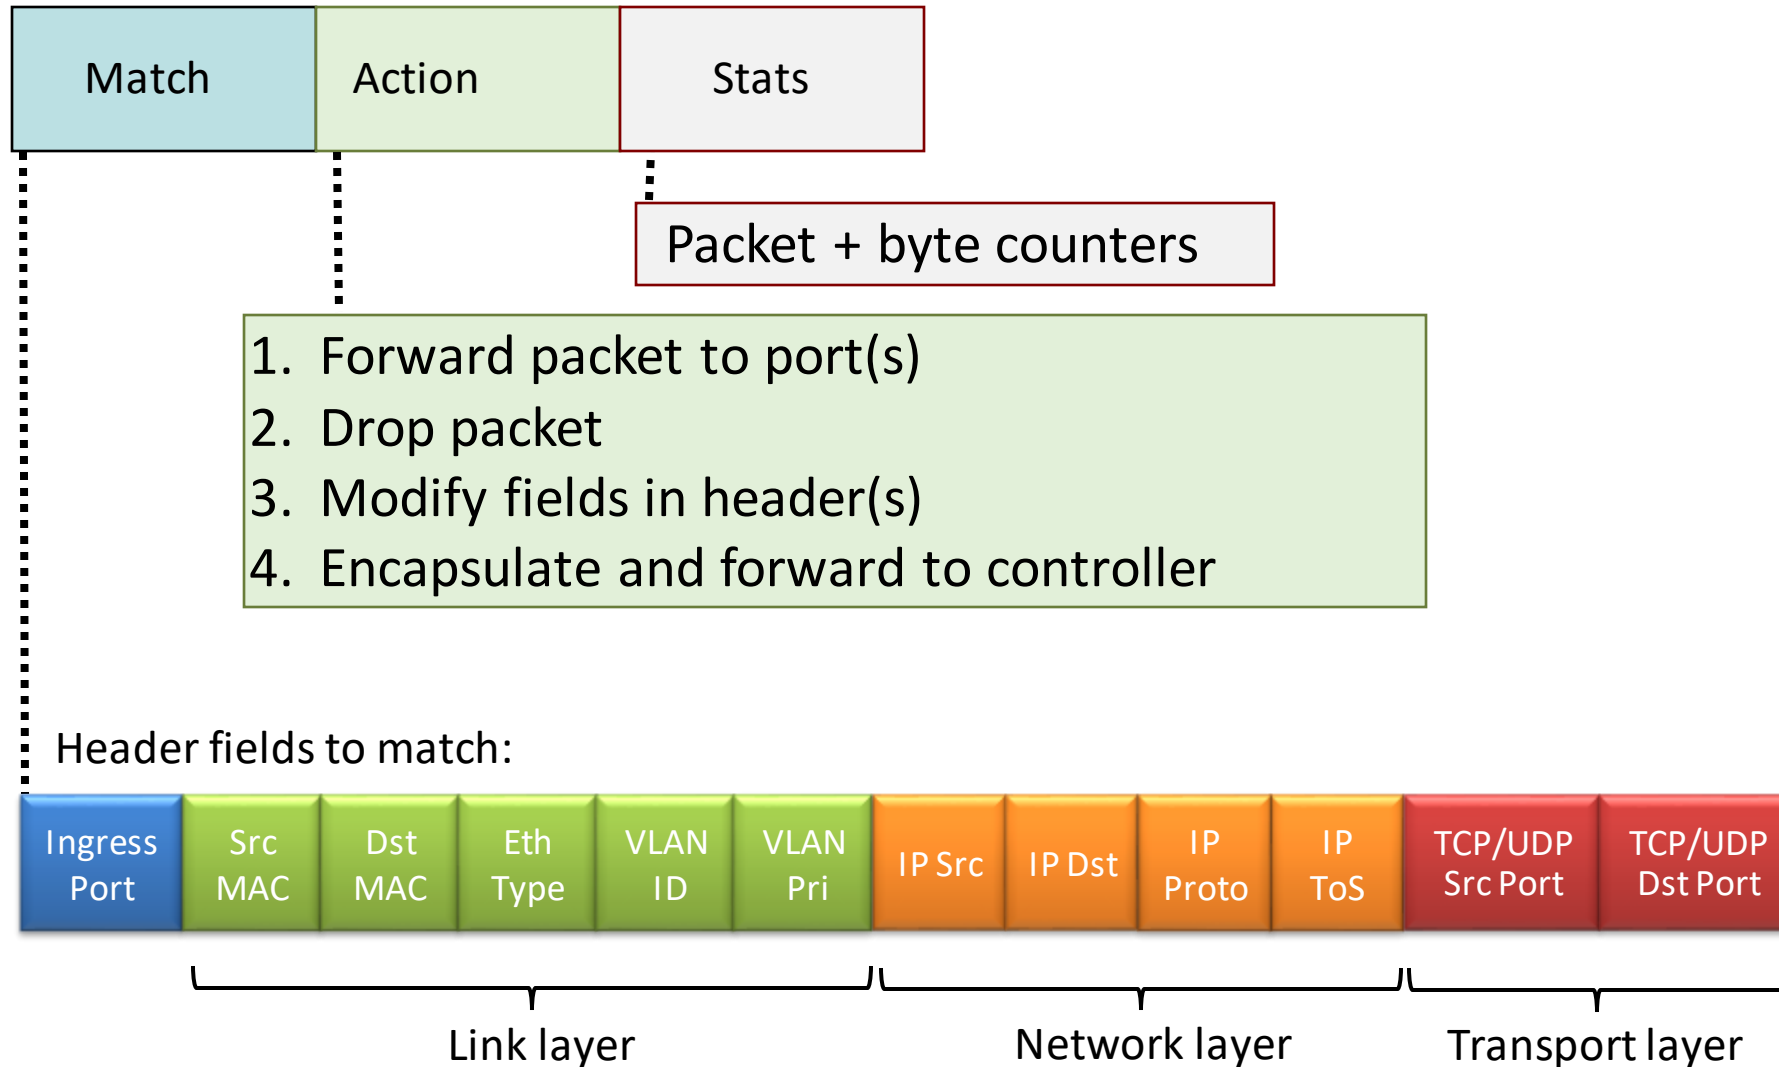 Match
Action
Stats
Packet + byte counters
1. Forward packet to port(s)
2. Drop packet
3. Modify fields in header(s)
4. Encapsulate and forward to controller
Header fields to match:
Ingress
Port
Src
MAC
Dst
MAC
Eth
Type
VLAN
ID
VLAN
Pri
IP Src
IP Dst
IP
Proto
IP
ToS
TCP/UDP
Src Port
TCP/UDP
Dst Port
Link layer
Network layer
Transport layer